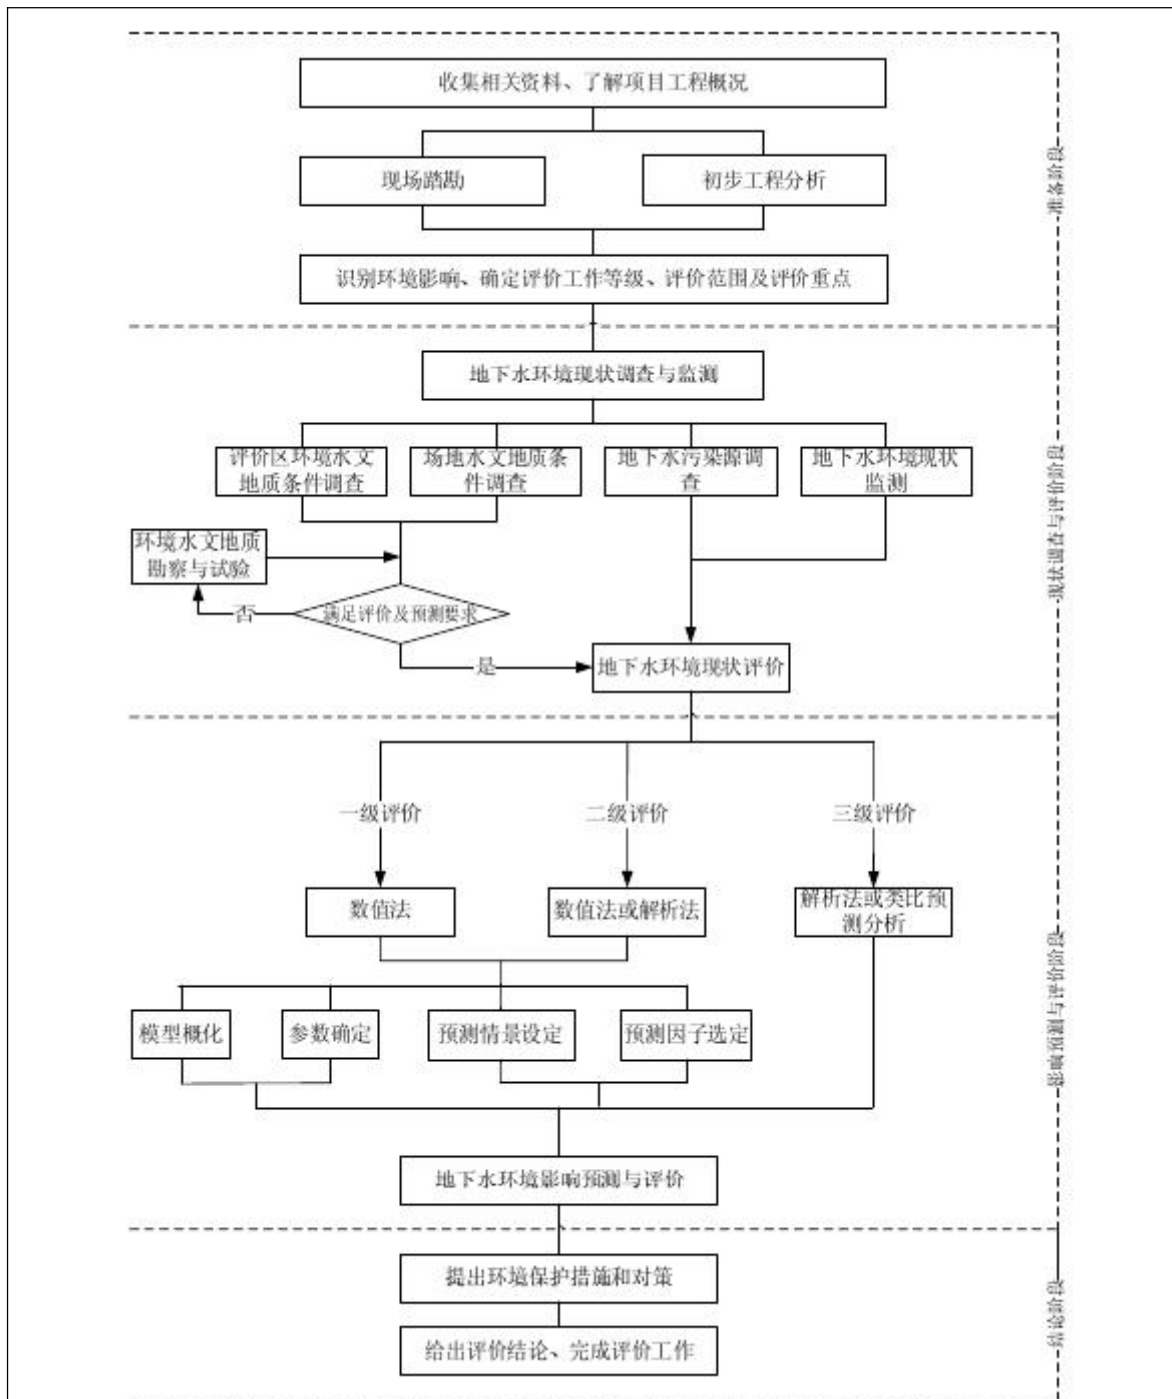 收集相关资料、了解项目工程概况
现场踏勘
初步工程分析
识别环境影响、确定评价工作等级、评价范围及评价重点
准备阶段
地下水环境现状调查与监测
评价区环境水文
地质条件调查
场地水文地质条
件调查
地下水污染源调
查
地下水环境现状
监测
环境水文地质
勘察与试验
否
满足评价及预测要求
是
地下水环境现状评价
现状调查与评价阶段
一级评价
二级评价
三级评价
数值法
数值法或解析法
解析法或类比预
测分析
模型概化
参数确定
预测情景设定
预测因子选定
地下水环境影响预测与评价
影响预测与评价阶段
提出环境保护措施和对策
给出评价结论、完成评价工作
结论阶段